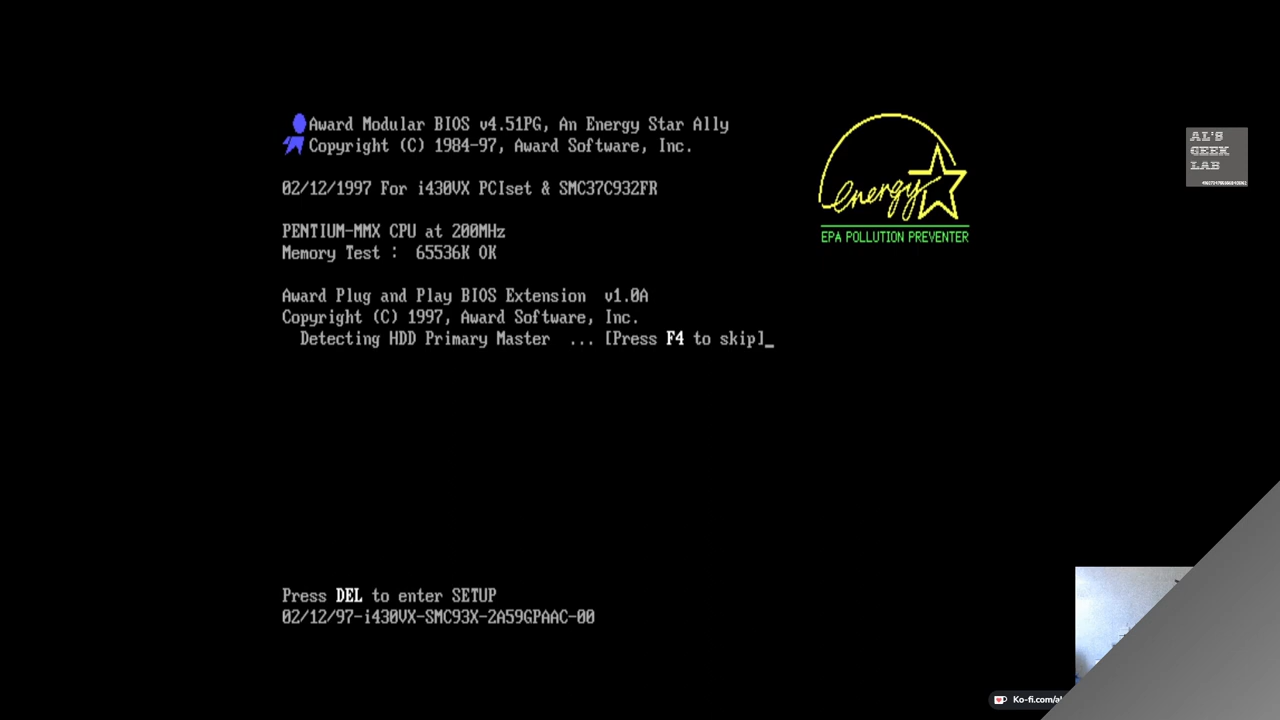 Award Modular BIOS v4.51PG, An Energy Star Ally
Copyright (C) 1984-97, Award Software, Inc.
energy
EPA POLLUTION PREVENTER
AL'S
GEEK
LAB
02/12/1997 For i430VX PCIset & SMC37C932FR
PENTIUM-MMX CPU at 200MHz
Memory Test :  65536K OK
Award Plug and Play BIOS Extension  v1.0A
Copyright (C) 1997, Award Software, Inc.
Detecting HDD Primary Master  ... [Press F4 to skip]_
Press DEL to enter SETUP
02/12/97-i430VX-SMC93X-2A59GPAAC-00
Ko-fi.com/al